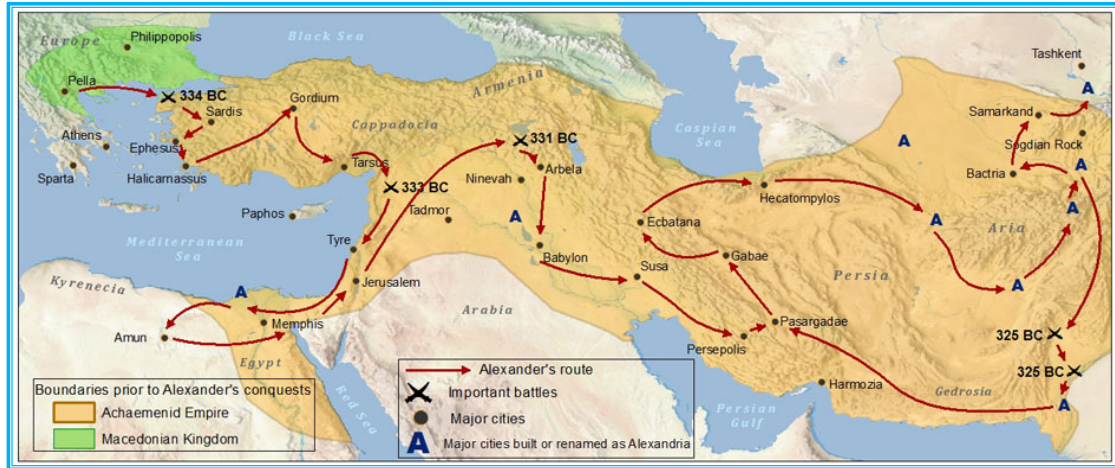 Europe
Philippopolis
Black Sea
Tashkent
Pella
334 BC
Sardis
Gordium
Armenia
Samarkand
Cappadocia
331 BC
Caspian
Sea
Athens
Ephesus
Sogdian Rock
Sparta
Halicarnassus
Tarsus
Arbela
Ninevah
Bactria
333 BC
Hecatompylos
Paphos
Tadmor
Ecbatana
Aria
Mediterranean
Sea
Tyre
Babylon
Gabae
Susa
Persia
Kyrenecia
Jerusalem
Arabia
Memphis
Amun
Pasargadae
Persepolis
325 BC
325 BC
Egypt
Red Sea
Harmozia
Gedrosia
Persian
Gulf
A
A
A
A
A
A
A
A
A
Boundaries prior to Alexander's conquests
Achaemenid Empire
Macedonian Kingdom
Alexander's route
Important battles
Major cities
A Major cities built or renamed as Alexandria